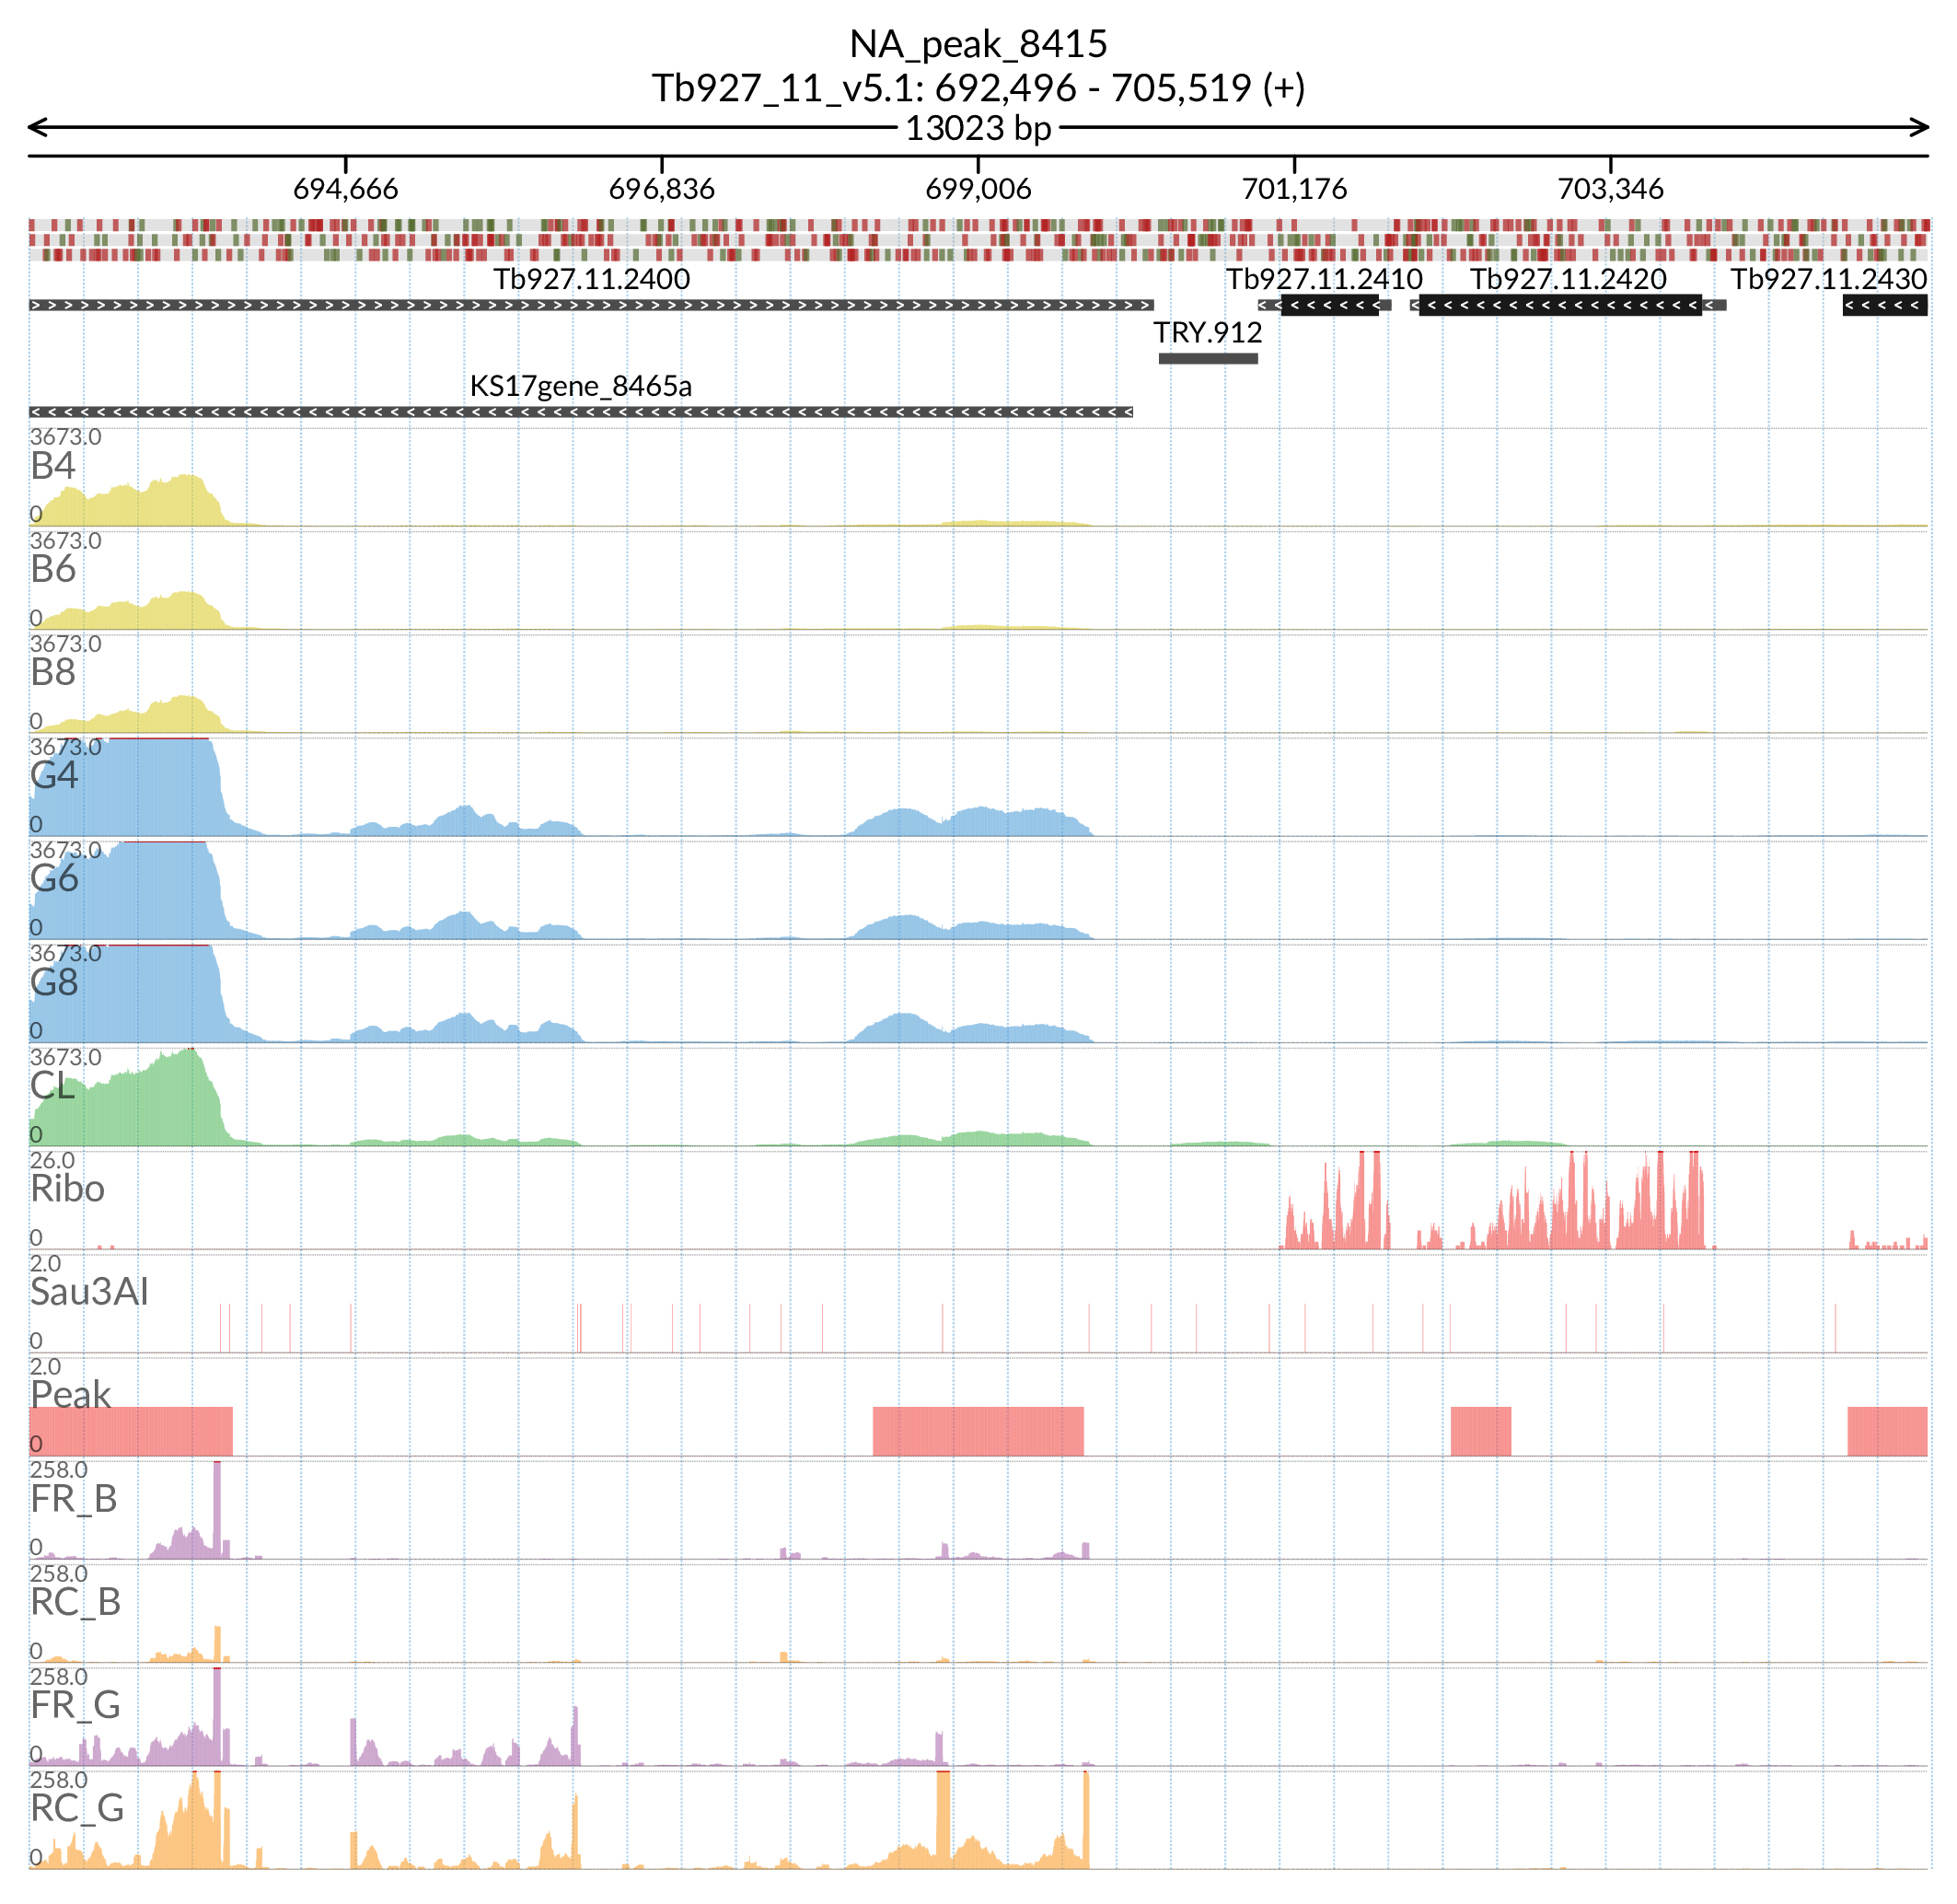 NA_peak_8415
Tb927_11_v5.1: 692,496 - 705,519 (+)
13023 bp
694,666 696,836 699,006 701,176 703,346
Tb927.11.2400 Tb927.11.2410 Tb927.11.2420 Tb927.11.2430
TRY.912
KS17gene_8465a
3673.0
B4
0
3673.0
B6
0
3673.0
B8
0
3673.0
G4
0
3673.0
G6
0
3673.0
G8
0
3673.0
CL
0
26.0
Ribo
0
2.0
Sau3AI
0
2.0
Peak
0
258.0
FR_B
0
258.0
RC_B
0
258.0
FR_G
0
258.0
RC_G
0